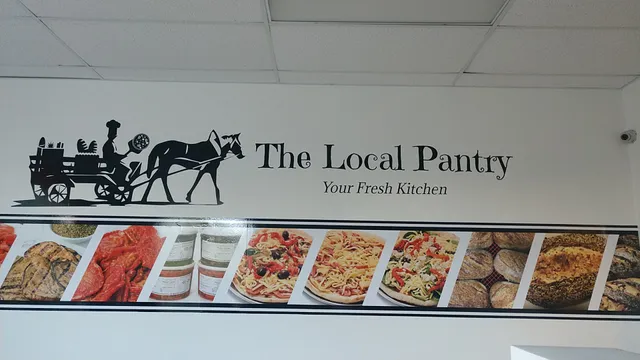 The Local Pantry
Your Fresh Kitchen